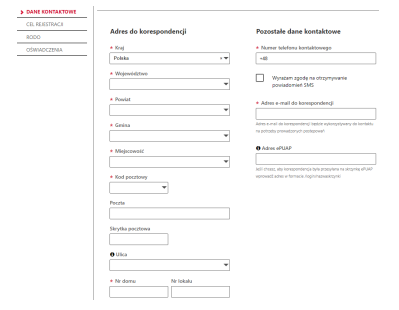 DANE KONTAKTOWE
CEL REJESTRACJI
RODO
OŚWIADCZENIA
Adres do korespondencji
* Kraj
Polska
* Województwo
* Powiat
* Gmina
* Miejscowość
* Kod pocztowy
Poczta
Skrytka pocztowa
Ulica
* Nr domu
Nr lokalu
Pozostałe dane kontaktowe
* Numer telefonu kontaktowego
+48
Wyrażam zgodę na otrzymywanie
powiadomień SMS
* Adres e-mail do korespondencji
Adres e-mail do korespondencji będzie wykorzystywany do kontaktu
na potrzeby prowadzonych postępowań
Adres ePUAP
Jeśli chcesz, aby korespondencja była przesyłana na skrzynkę ePUAP
wprowadź adres w formacie: /login/nazwaskrzynki